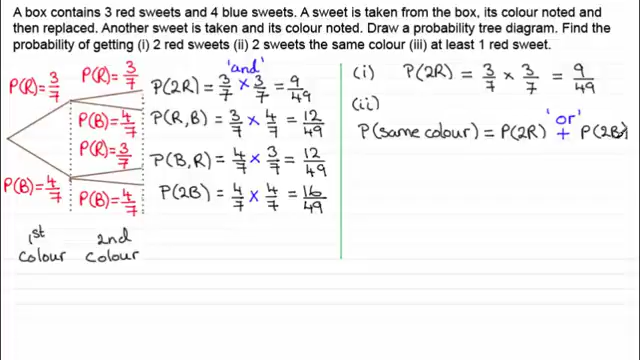 A box contains 3 red sweets and 4 blue sweets. A sweet is taken from the box, its colour noted and
then replaced. Another sweet is taken and its colour noted. Draw a probability tree diagram. Find the
probability of getting (i) 2 red sweets (ii) 2 sweets the same colour (iii) at least 1 red sweet.
P(R) = 3/7
P(R) = 3/7
P(B) = 4/7
P(R) = 3/7
P(B) = 4/7
P(B) = 4/7
1st colour
2nd colour
'and'
P(2R) = 3/7 × 3/7 = 9/49
P(R, B) = 3/7 × 4/7 = 12/49
P(B, R) = 4/7 × 3/7 = 12/49
P(2B) = 4/7 × 4/7 = 16/49
(i) P(2R) = 3/7 × 3/7 = 9/49
(ii)
'or'
P(same colour) = P(2R) + P(2B)